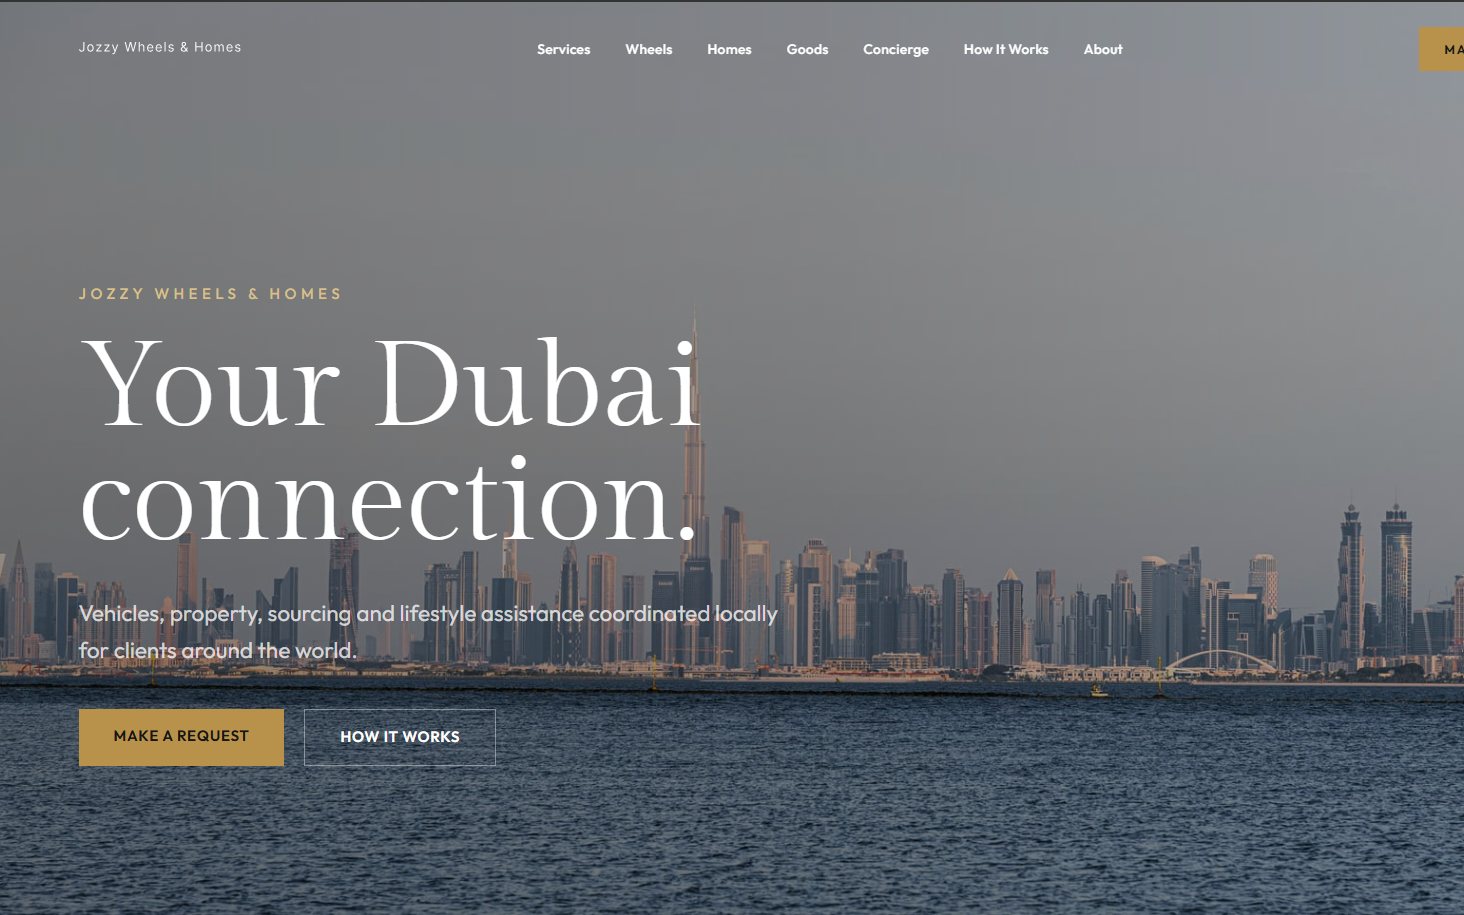 Jozzy Wheels & Homes
Services Wheels Homes Goods Concierge How It Works About
MA
JOZZY WHEELS & HOMES
Your Dubai
connection.
Vehicles, property, sourcing and lifestyle assistance coordinated locally
for clients around the world.
MAKE A REQUEST
HOW IT WORKS